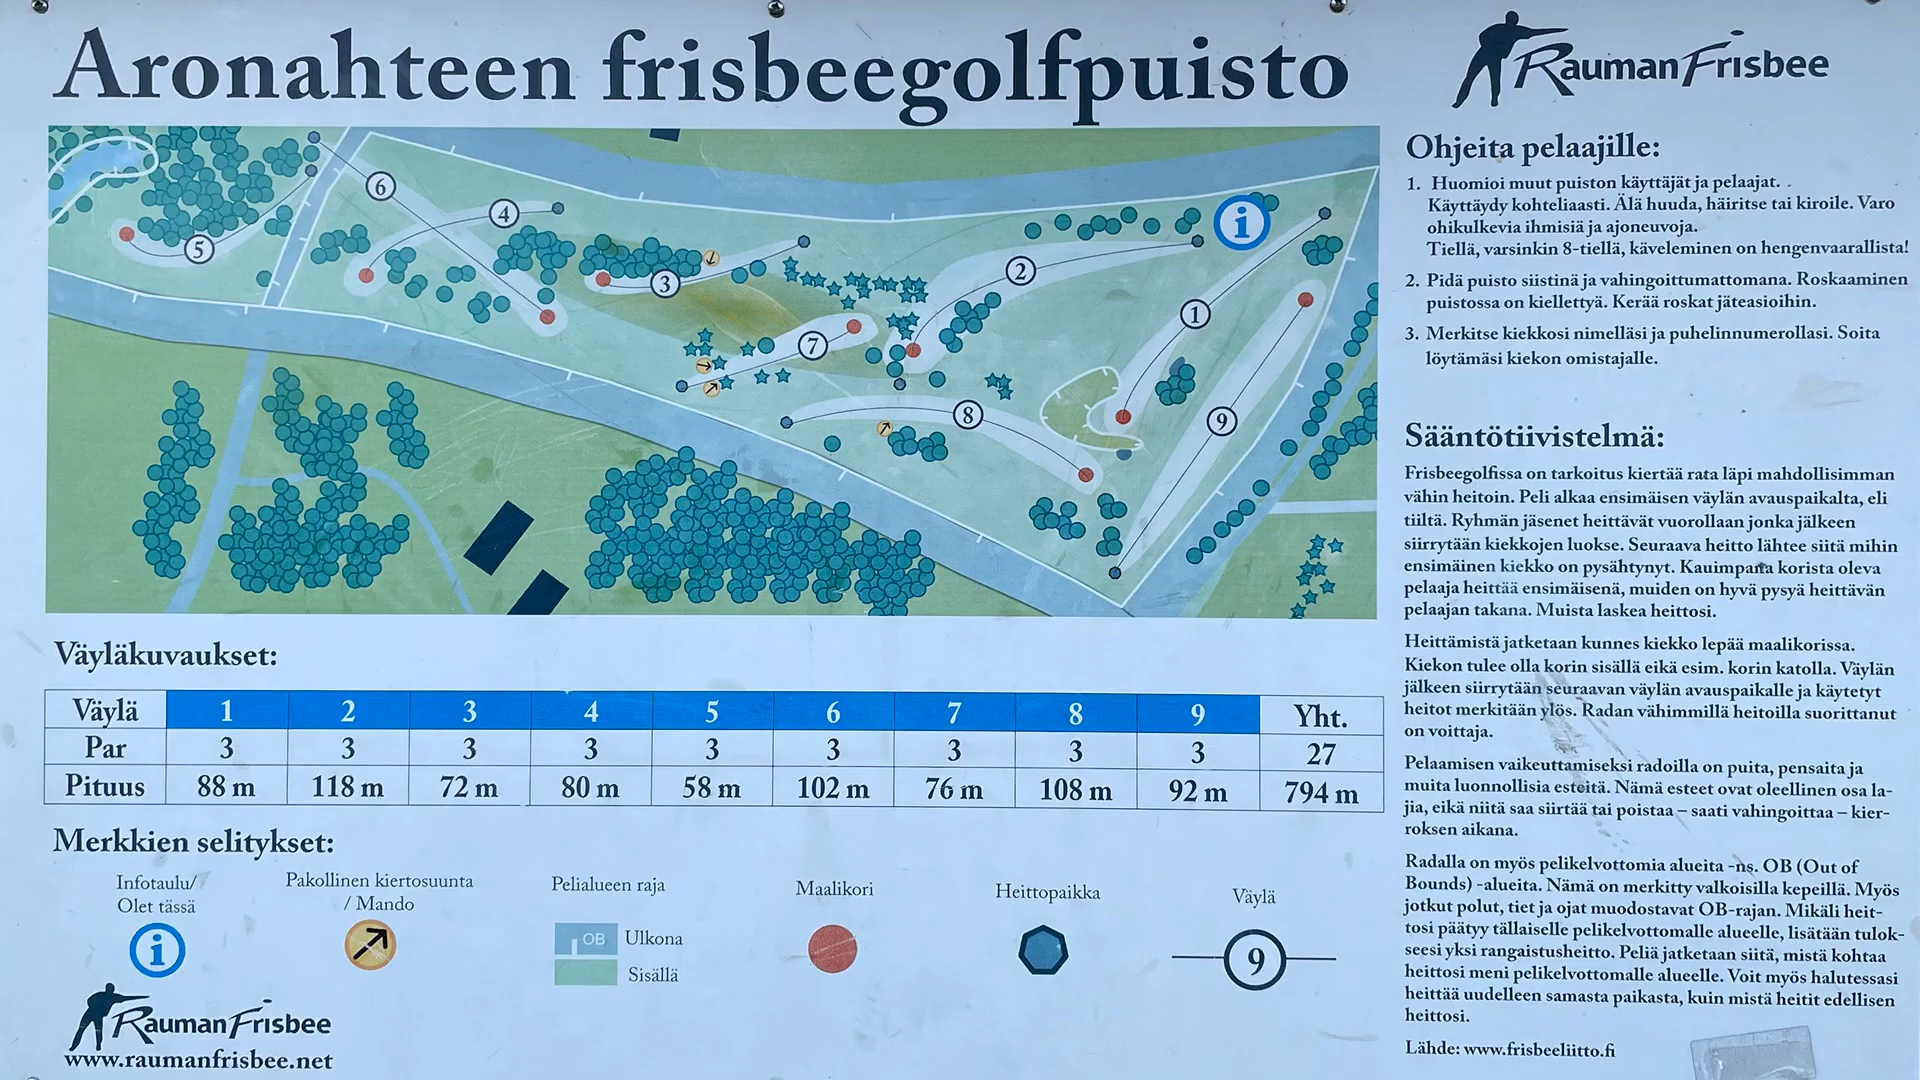 Aronahteen frisbeegolfpuisto
Rauman Frisbee
6
4
5
3
2
1
7
8
9
i
Ohjeita pelaajille:
1. Huomioi muut puiston käyttäjät ja pelaajat.
Käyttäydy kohteliaasti. Älä huuda, häiritse tai kiroile. Varo
ohikulkevia ihmisiä ja ajoneuvoja.
Tiellä, varsinkin 8-tiellä, käveleminen on hengenvaarallista!
2. Pidä puisto siistinä ja vahingoittumattomana. Roskaaminen
puistossa on kiellettyä. Kerää roskat jäteasioihin.
3. Merkitse kiekkosi nimelläsi ja puhelinnumerollasi. Soita
löytämäsi kiekon omistajalle.
Sääntötiivistelmä:
Frisbeegolfissa on tarkoitus kiertää rata läpi mahdollisimman
vähin heitoin. Peli alkaa ensimäisen väylän avauspaikalta, eli
tiiltä. Ryhmän jäsenet heittävät vuorollaan jonka jälkeen
siirrytään kiekkojen luokse. Seuraava heitto lähtee siitä mihin
ensimäinen kiekko on pysähtynyt. Kauimpana korista oleva
pelaaja heittää ensimäisenä, muiden on hyvä pysyä heittävän
pelaajan takana. Muista laskea heittosi.
Heittämistä jatketaan kunnes kiekko lepää maalikorissa.
Kiekon tulee olla korin sisällä eikä esim. korin katolla. Väylän
jälkeen siirrytään seuraavan väylän avauspaikalle ja käytetyt
heitot merkitään ylös. Radan vähimmillä heitoilla suorittanut
on voittaja.
Pelaamisen vaikeuttamiseksi radoilla on puita, pensaita ja
muita luonnollisia esteitä. Nämä esteet ovat oleellinen osa la-
jia, eikä niitä saa siirtää tai poistaa – saati vahingoittaa – kier-
roksen aikana.
Radalla on myös pelikelvottomia alueita -ns. OB (Out of
Bounds) -alueita. Nämä on merkitty valkoisilla kepeillä. Myös
jotkut polut, tiet ja ojat muodostavat OB-rajan. Mikäli heit-
tosi päätyy tällaiselle pelikelvottomalle alueelle, lisätään tulok-
seesi yksi rangaistusheitto. Peliä jatketaan siitä, mistä kohtaa
heittosi meni pelikelvottomalle alueelle. Voit myös halutessasi
heittää uudelleen samasta paikasta, kuin mistä heitit edellisen
heittosi.
Lähde: www.frisbeeliitto.fi
Väyläkuvaukset:
Väylä 1 2 3 4 5 6 7 8 9 Yht.
Par 3 3 3 3 3 3 3 3 3 27
Pituus 88 m 118 m 72 m 80 m 58 m 102 m 76 m 108 m 92 m 794 m
Merkkien selitykset:
Infotaulu/
Olet tässä
i
Pakollinen kiertosuunta
/ Mando
Pelialueen raja
OB Ulkona
Sisällä
Maalikori
Heittopaikka
Väylä
9
Rauman Frisbee
www.raumanfrisbee.net